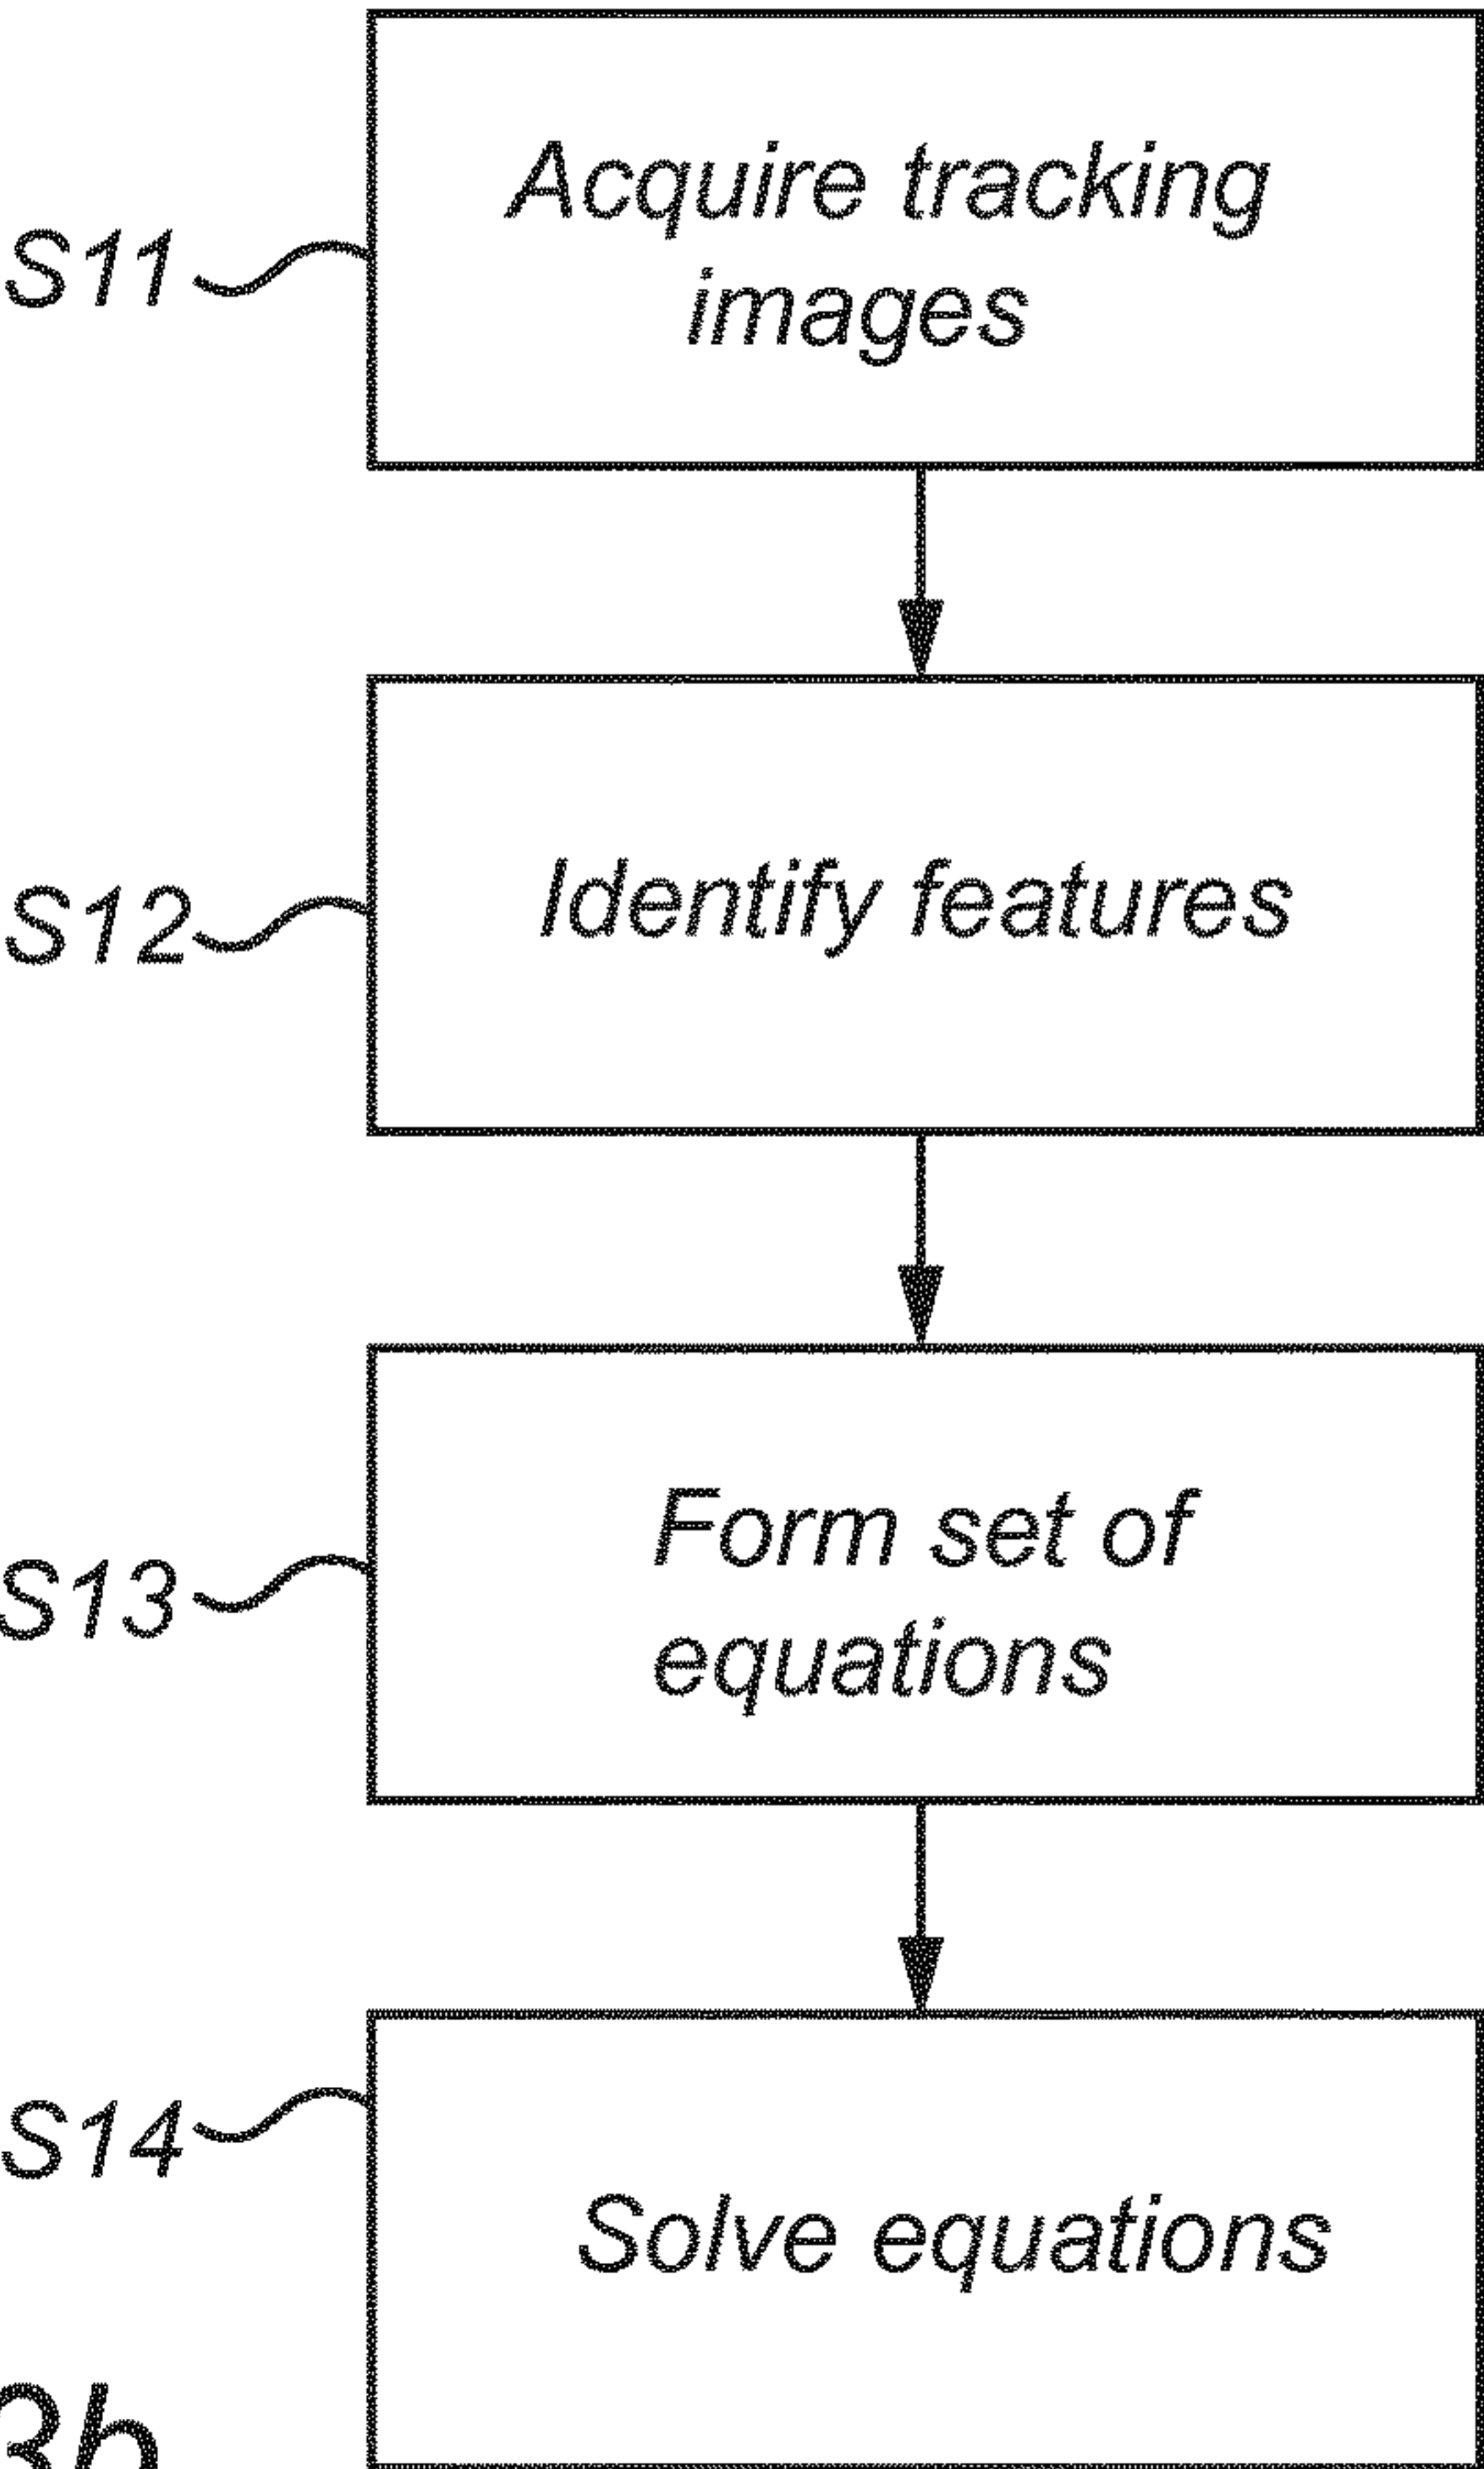 Acquire tracking
images
S11
Identify features
S12
Form set of
equations
S13
S14
Solve equations
3b